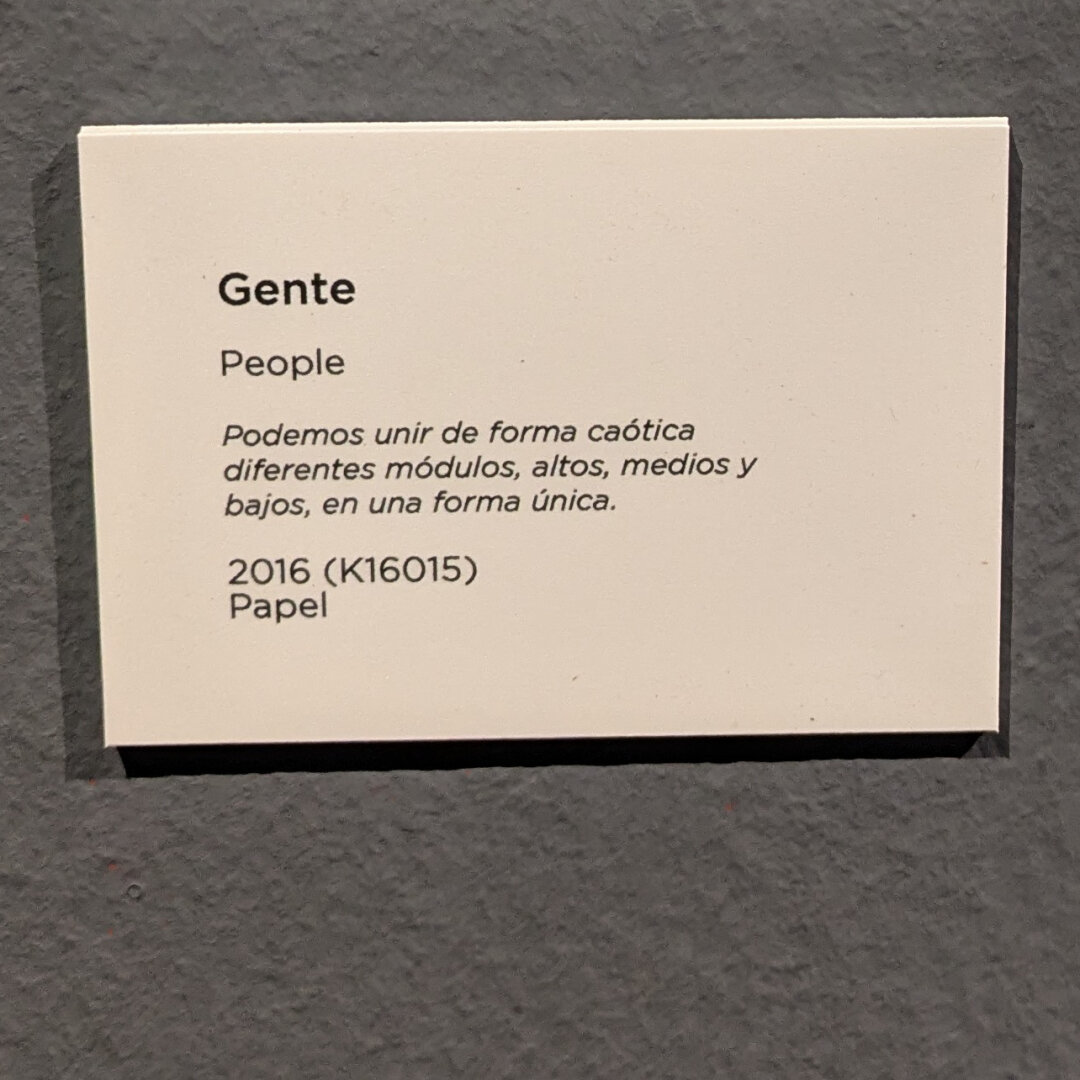 Gente
People
Podemos unir de forma caótica
diferentes módulos, altos, medios y
bajos, en una forma única.
2016 (K16015)
Papel